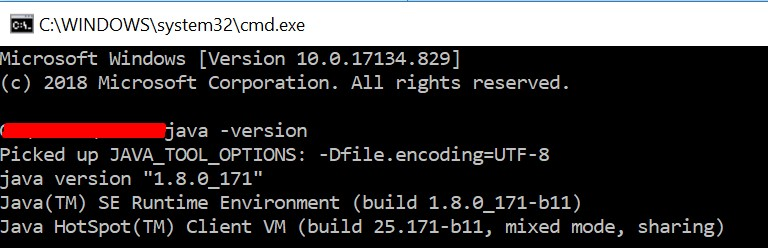 C:\WINDOWS\system32\cmd.exe
Microsoft Windows [Version 10.0.17134.829]
(c) 2018 Microsoft Corporation. All rights reserved.
java -version
Picked up JAVA_TOOL_OPTIONS: -Dfile.encoding=UTF-8
java version "1.8.0_171"
Java(TM) SE Runtime Environment (build 1.8.0_171-b11)
Java HotSpot(TM) Client VM (build 25.171-b11, mixed mode, sharing)